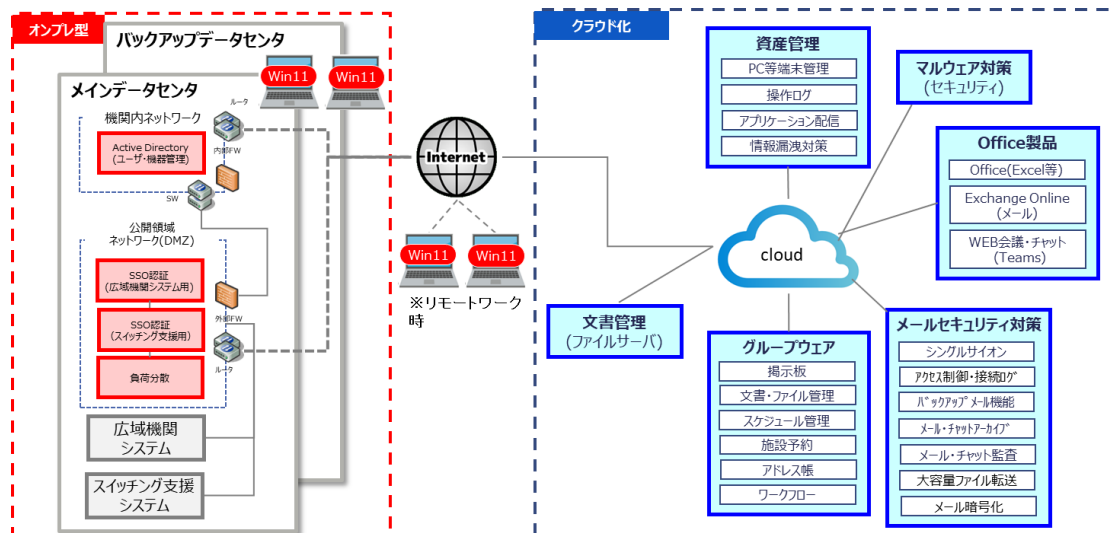 オンプレ型
バックアップデータセンタ
Win11
Win11
メインデータセンタ
ルータ
機関内ネットワーク
Active Directory
(ユーザ・機器管理)
内部FW
SW
公開領域
ネットワーク(DMZ)
SSO認証
(広域機関システム用)
外部FW
SSO認証
(スイッチング支援用)
ルータ
負荷分散
広域機関
システム
スイッチング支援
システム
Internet
Win11
Win11
※リモートワーク
時
クラウド化
資産管理
PC等端末管理
操作ログ
アプリケーション配信
情報漏洩対策
マルウェア対策
(セキュリティ)
Office製品
Office(Excel等)
Exchange Online
(メール)
WEB会議・チャット
(Teams)
cloud
文書管理
(ファイルサーバ)
グループウェア
掲示板
文書・ファイル管理
スケジュール管理
施設予約
アドレス帳
ワークフロー
メールセキュリティ対策
シングルサイオン
アクセス制御・接続ログ
バックアップメール機能
メール・チャットアーカイブ
メール・チャット監査
大容量ファイル転送
メール暗号化